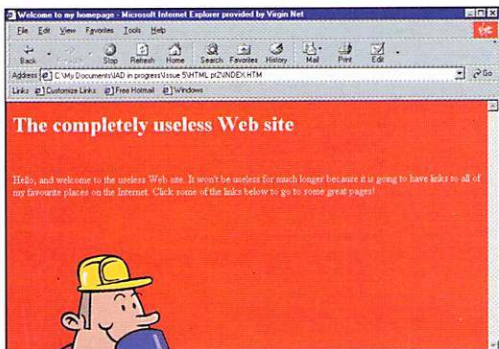 Welcome to my homepage - Microsoft Internet Explorer provided by Virgin Net
File Edit View Favorites Tools Help
Back Stop Refresh Home Search Favorites History Mail Print Edit
Address C:\My Documents\IAD in progress\Issue 5\HTML pt2\INDEX.HTM Go
Links Customize Links Free Hotmail Windows
The completely useless Web site
Hello, and welcome to the useless Web site. It won't be useless for much longer because it is going to have links to all of
my favourite places on the Internet. Click some of the links below to go to some great pages!